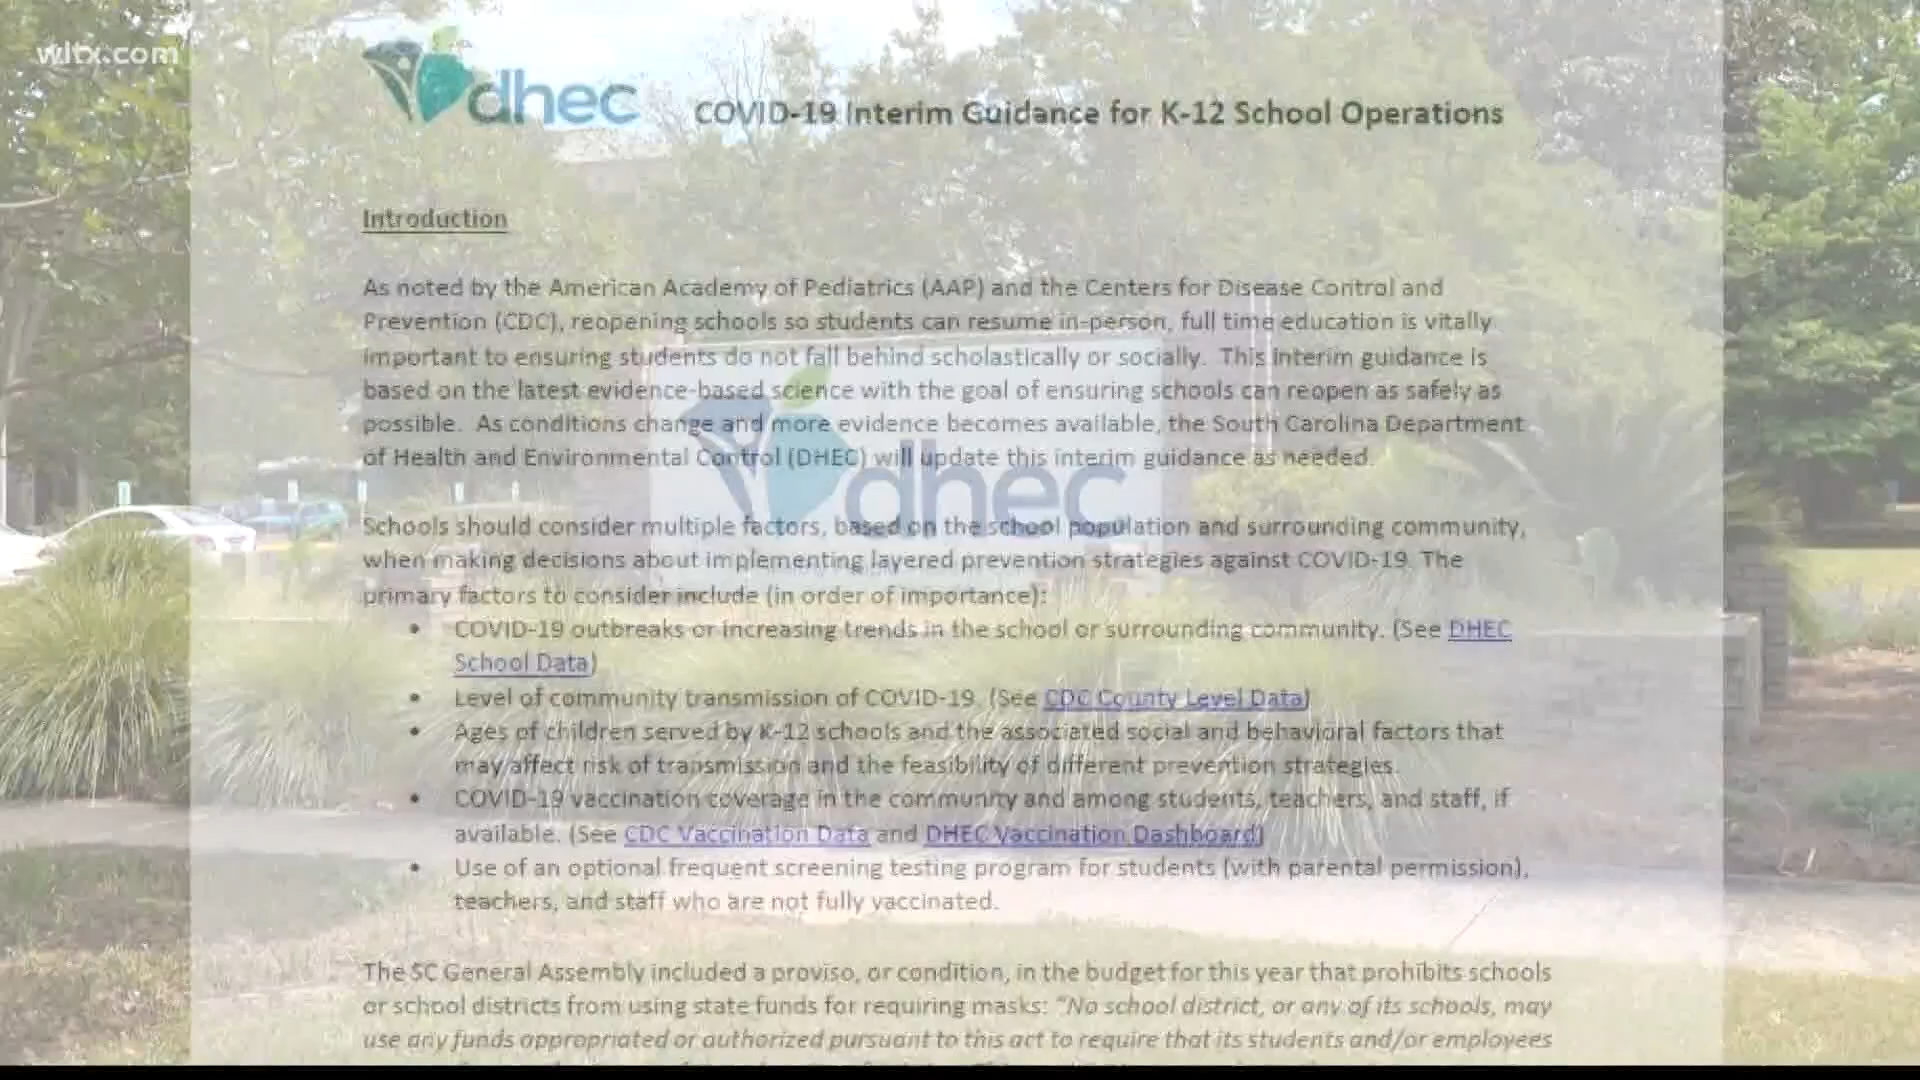 wltx.com
dhec
COVID-19 Interim Guidance for K-12 School Operations
Introduction
As noted by the American Academy of Pediatrics (AAP) and the Centers for Disease Control and
Prevention (CDC), reopening schools so students can resume in-person, full time education is vitally
important to ensuring students do not fall behind scholastically or socially. This interim guidance is
based on the latest evidence-based science with the goal of ensuring schools can reopen as safely as
possible. As conditions change and more evidence becomes available, the South Carolina Department
of Health and Environmental Control (DHEC) will update this interim guidance as needed.
dhec
Schools should consider multiple factors, based on the school population and surrounding community,
when making decisions about implementing layered prevention strategies against COVID-19. The
primary factors to consider include (in order of importance):
• COVID-19 outbreaks or increasing trends in the school or surrounding community. (See DHEC
School Data)
• Level of community transmission of COVID-19. (See CDC County Level Data)
• Ages of children served by K-12 schools and the associated social and behavioral factors that
may affect risk of transmission and the feasibility of different prevention strategies.
• COVID-19 vaccination coverage in the community and among students, teachers, and staff, if
available. (See CDC Vaccination Data and DHEC Vaccination Dashboard)
• Use of an optional frequent screening testing program for students (with parental permission),
teachers, and staff who are not fully vaccinated.
The SC General Assembly included a proviso, or condition, in the budget for this year that prohibits schools
or school districts from using state funds for requiring masks: "No school district, or any of its schools, may
use any funds appropriated or authorized pursuant to this act to require that its students and/or employees